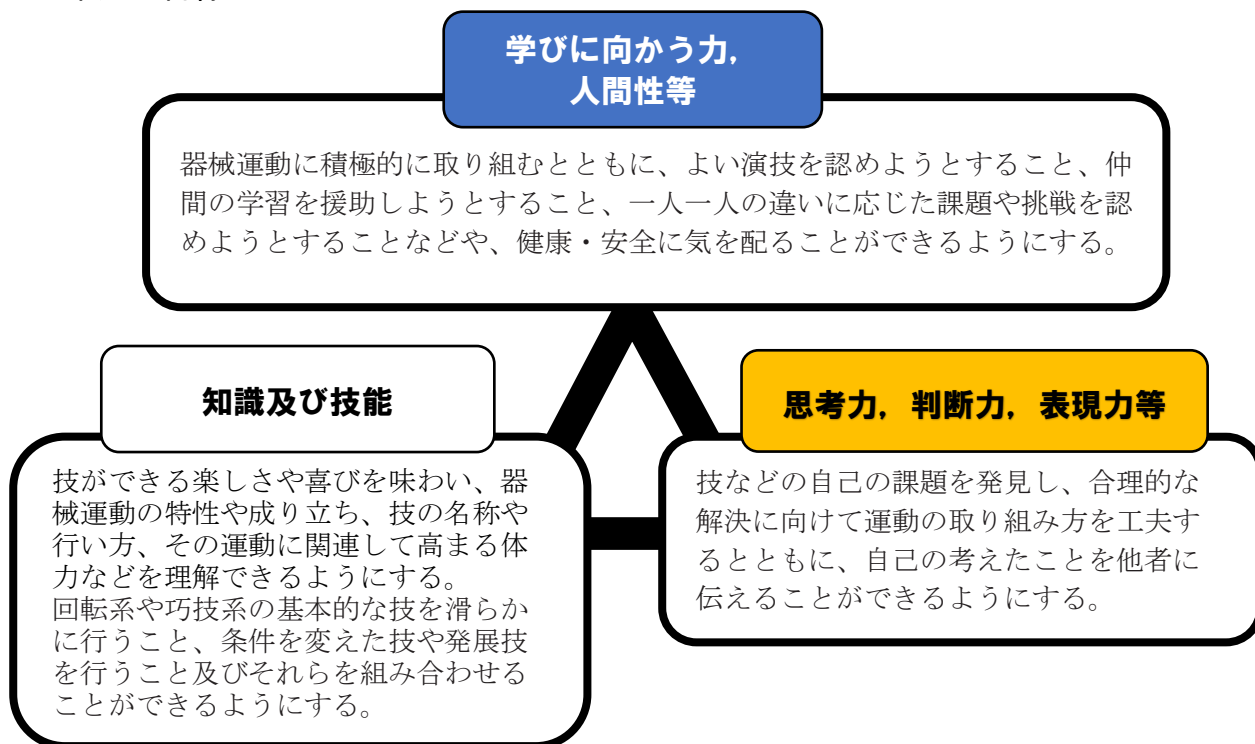 学びに向かう力,
人間性等
器械運動に積極的に取り組むとともに、よい演技を認めようとすること、仲
間の学習を援助しようとすること、一人一人の違いに応じた課題や挑戦を認
めようとすることなどや、健康・安全に気を配ることができるようにする。
知識及び技能
技ができる楽しさや喜びを味わい、器
械運動の特性や成り立ち、技の名称や
行い方、その運動に関連して高まる体
力などを理解できるようにする。
回転系や巧技系の基本的な技を滑らか
に行うこと、条件を変えた技や発展技
を行うこと及びそれらを組み合わせる
ことができるようにする。
思考力, 判断力, 表現力等
技などの自己の課題を発見し、合理的な
解決に向けて運動の取り組み方を工夫す
るとともに、自己の考えたことを他者に
伝えることができるようにする。